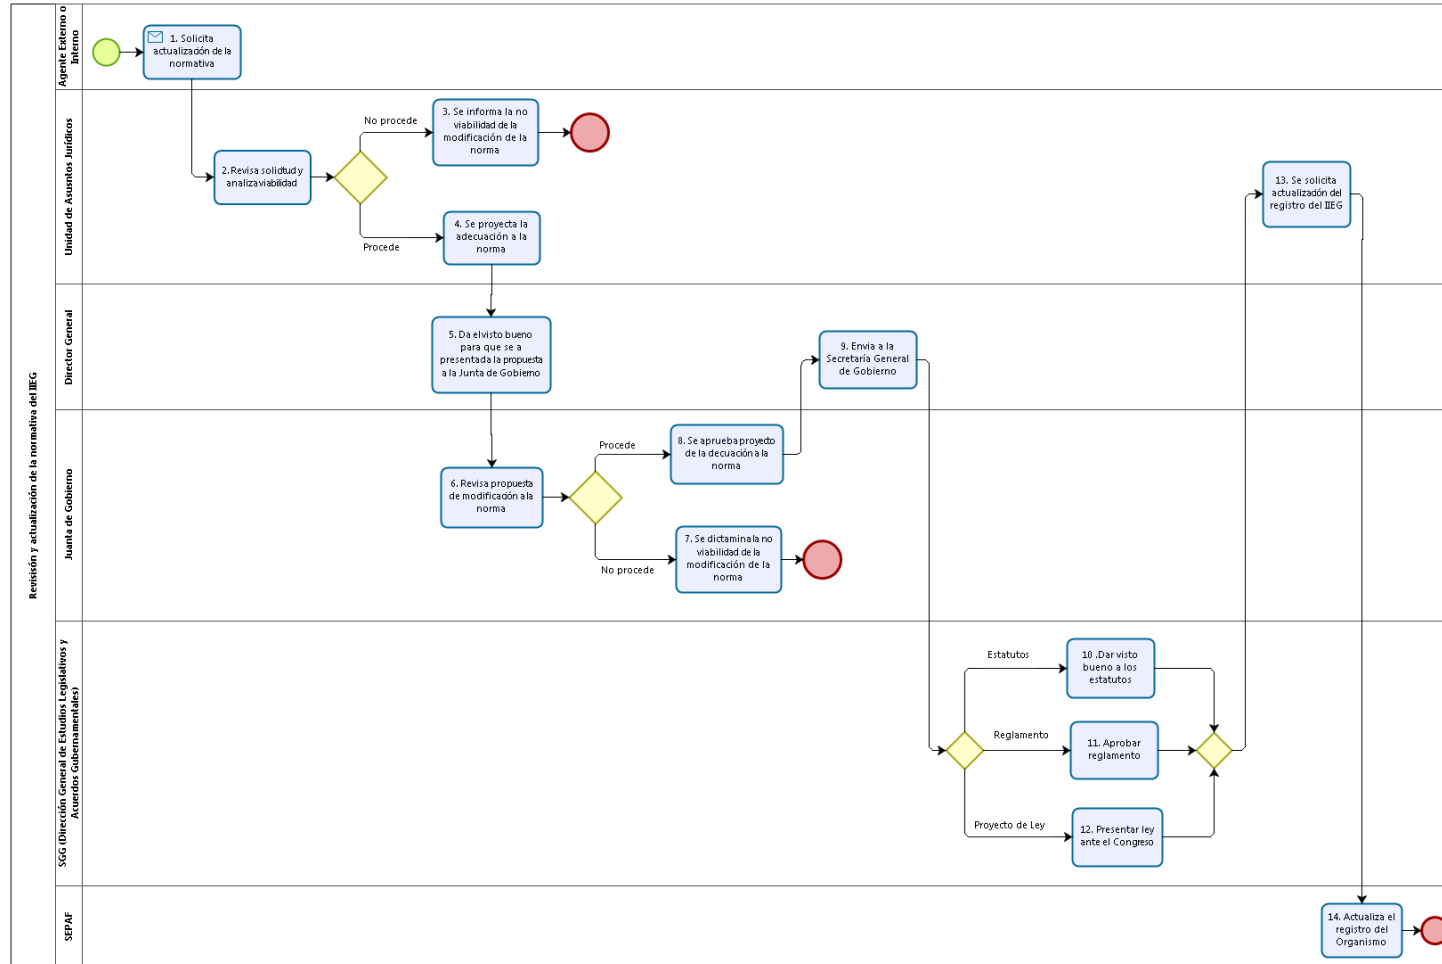 Revisisón y actualización de la normativa del IIEG
Agente Externo o
Interno
1. Solicita
actualización de la
normativa
Unidad de Asusntos Jurídicos
2.Revisa solicitud y
analiza viabilidad
No procede
3. Se informa la no
viabilidad de la
modificación de la
norma
Procede
4. Se proyecta la
adecuación a la
norma
13. Se solicita
actualización del
registro del IIEG
Director General
5. Da el visto bueno
para que se a
presentada la propuesta
a la Junta de Gobierno
9. Envia a la
Secretaría General
de Gobierno
Juanta de Gobierno
6. Revisa propuesta
de modificación a la
norma
Procede
8. Se aprueba proyecto
de la decuación a la
norma
No procede
7. Se dictamina la no
viabilidad de la
modificación de la
norma
SGG (Dirección General de Estudios Legislativos y
Acuerdos Gubernamentales)
Estatutos
10 .Dar visto
bueno a los
estatutos
Reglamento
11. Aprobar
reglamento
Proyecto de Ley
12. Presentar ley
ante el Congreso
SEPAF
14. Actualiza el
registro del
Organismo